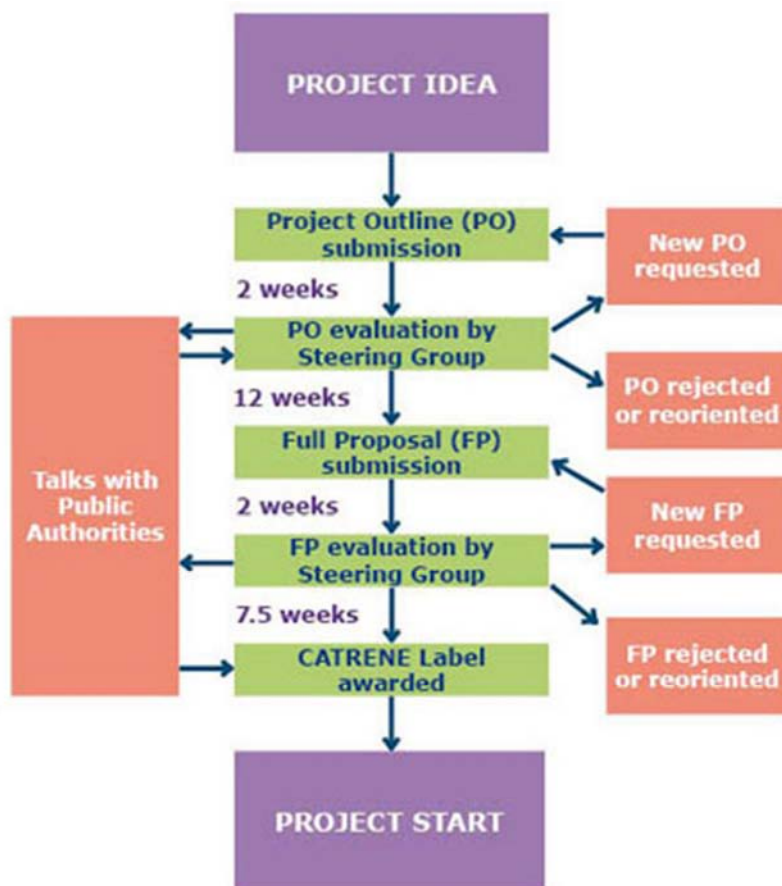 PROJECT IDEA
Project Outline (PO)
submission
New PO
requested
2 weeks
PO evaluation by
Steering Group
PO rejected
or reoriented
12 weeks
Full Proposal (FP)
submission
Talks with
Public
Authorities
New FP
requested
2 weeks
FP evaluation by
Steering Group
7.5 weeks
FP rejected
or reoriented
CATRENE Label
awarded
PROJECT START